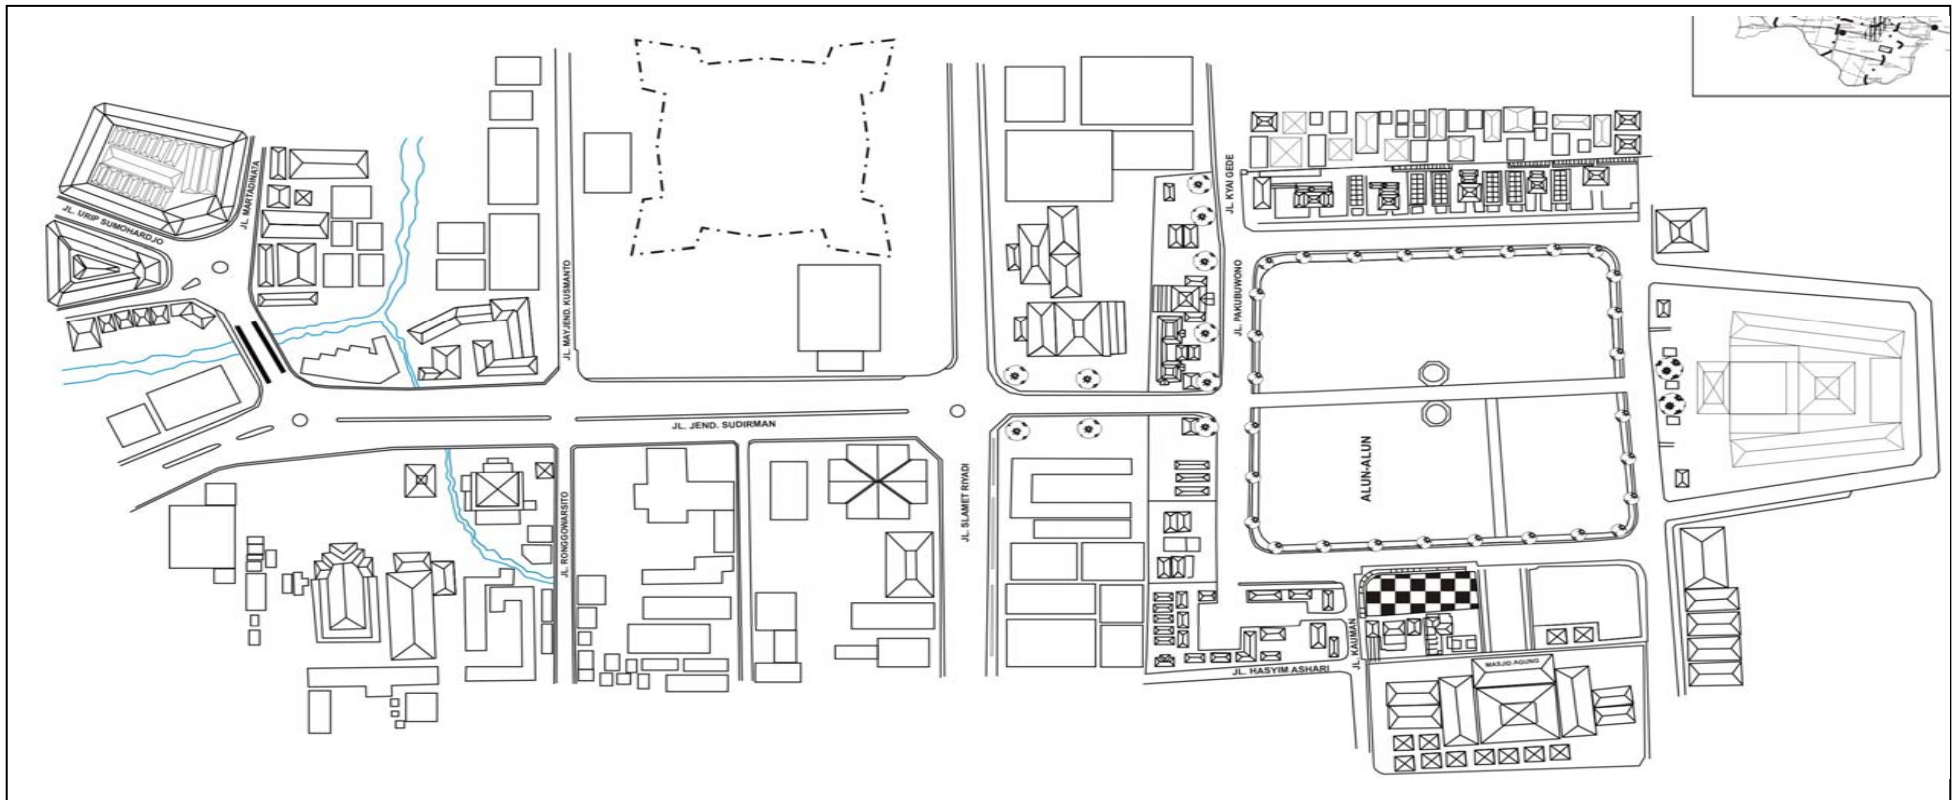 JL. URIP SUMOHARDJO
JL. MARTADINATA
JL. MAYJEND. KUSMANTO
JL. KYAI GEDE
JL. PAKUBUWONO
JL. JEND. SUDIRMAN
JL. RONGGOWARSITO
JL. SLAMET RIYADI
ALUN-ALUN
JL. KAUMAN
JL. HASYIM ASHARI
MASJID AGUNG